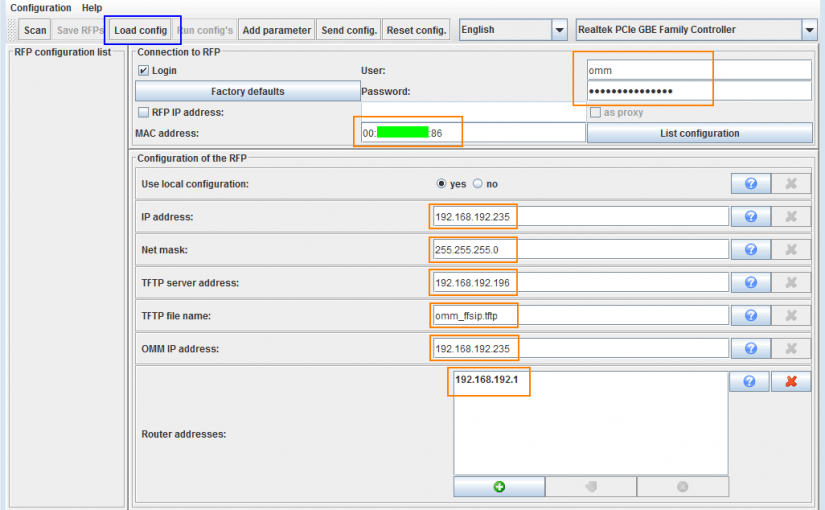 Configuration Help
Scan Save RFPs Load config Run config's Add parameter Send config. Reset config. English Realtek PCIe GBE Family Controller
RFP configuration list
Connection to RFP
Login User: omm
Factory defaults Password: •••••••••••••••
RFP IP address: as proxy
MAC address: 00: :86 List configuration
Configuration of the RFP
Use local configuration: yes no
IP address: 192.168.192.235
Net mask: 255.255.255.0
TFTP server address: 192.168.192.196
TFTP file name: omm_ffsip.tftp
OMM IP address: 192.168.192.235
192.168.192.1
Router addresses: